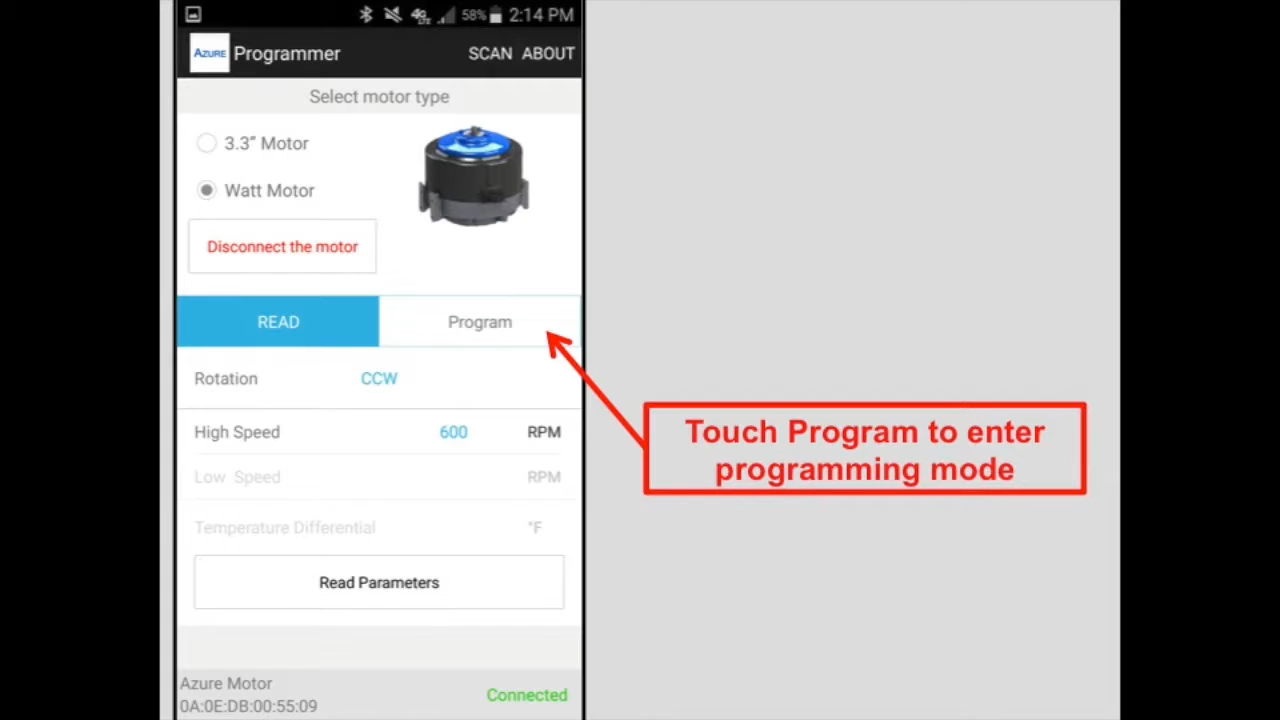 58% 2:14 PM
AZURE Programmer SCAN ABOUT
Select motor type
3.3" Motor
Watt Motor
Disconnect the motor
READ Program
Rotation CCW
High Speed 600 RPM
Low Speed RPM
Temperature Differential °F
Read Parameters
Azure Motor
0A:0E:DB:00:55:09
Connected
Touch Program to enter
programming mode